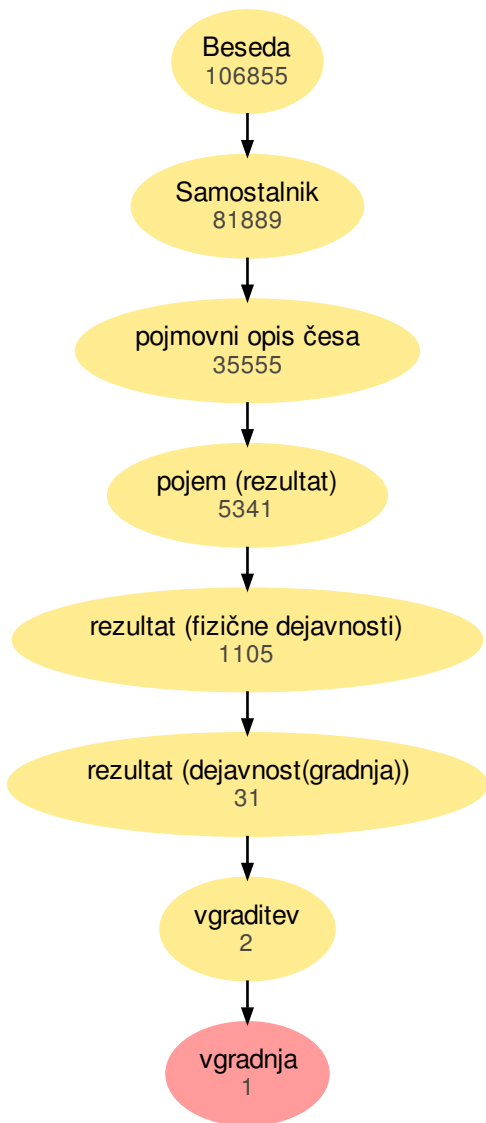 Beseda
106855
Samostalnik
81889
pojmovni opis česa
35555
pojem (rezultat)
5341
rezultat (fizične dejavnosti)
1105
rezultat (dejavnost(gradnja))
31
vgraditev
2
vgradnja
1